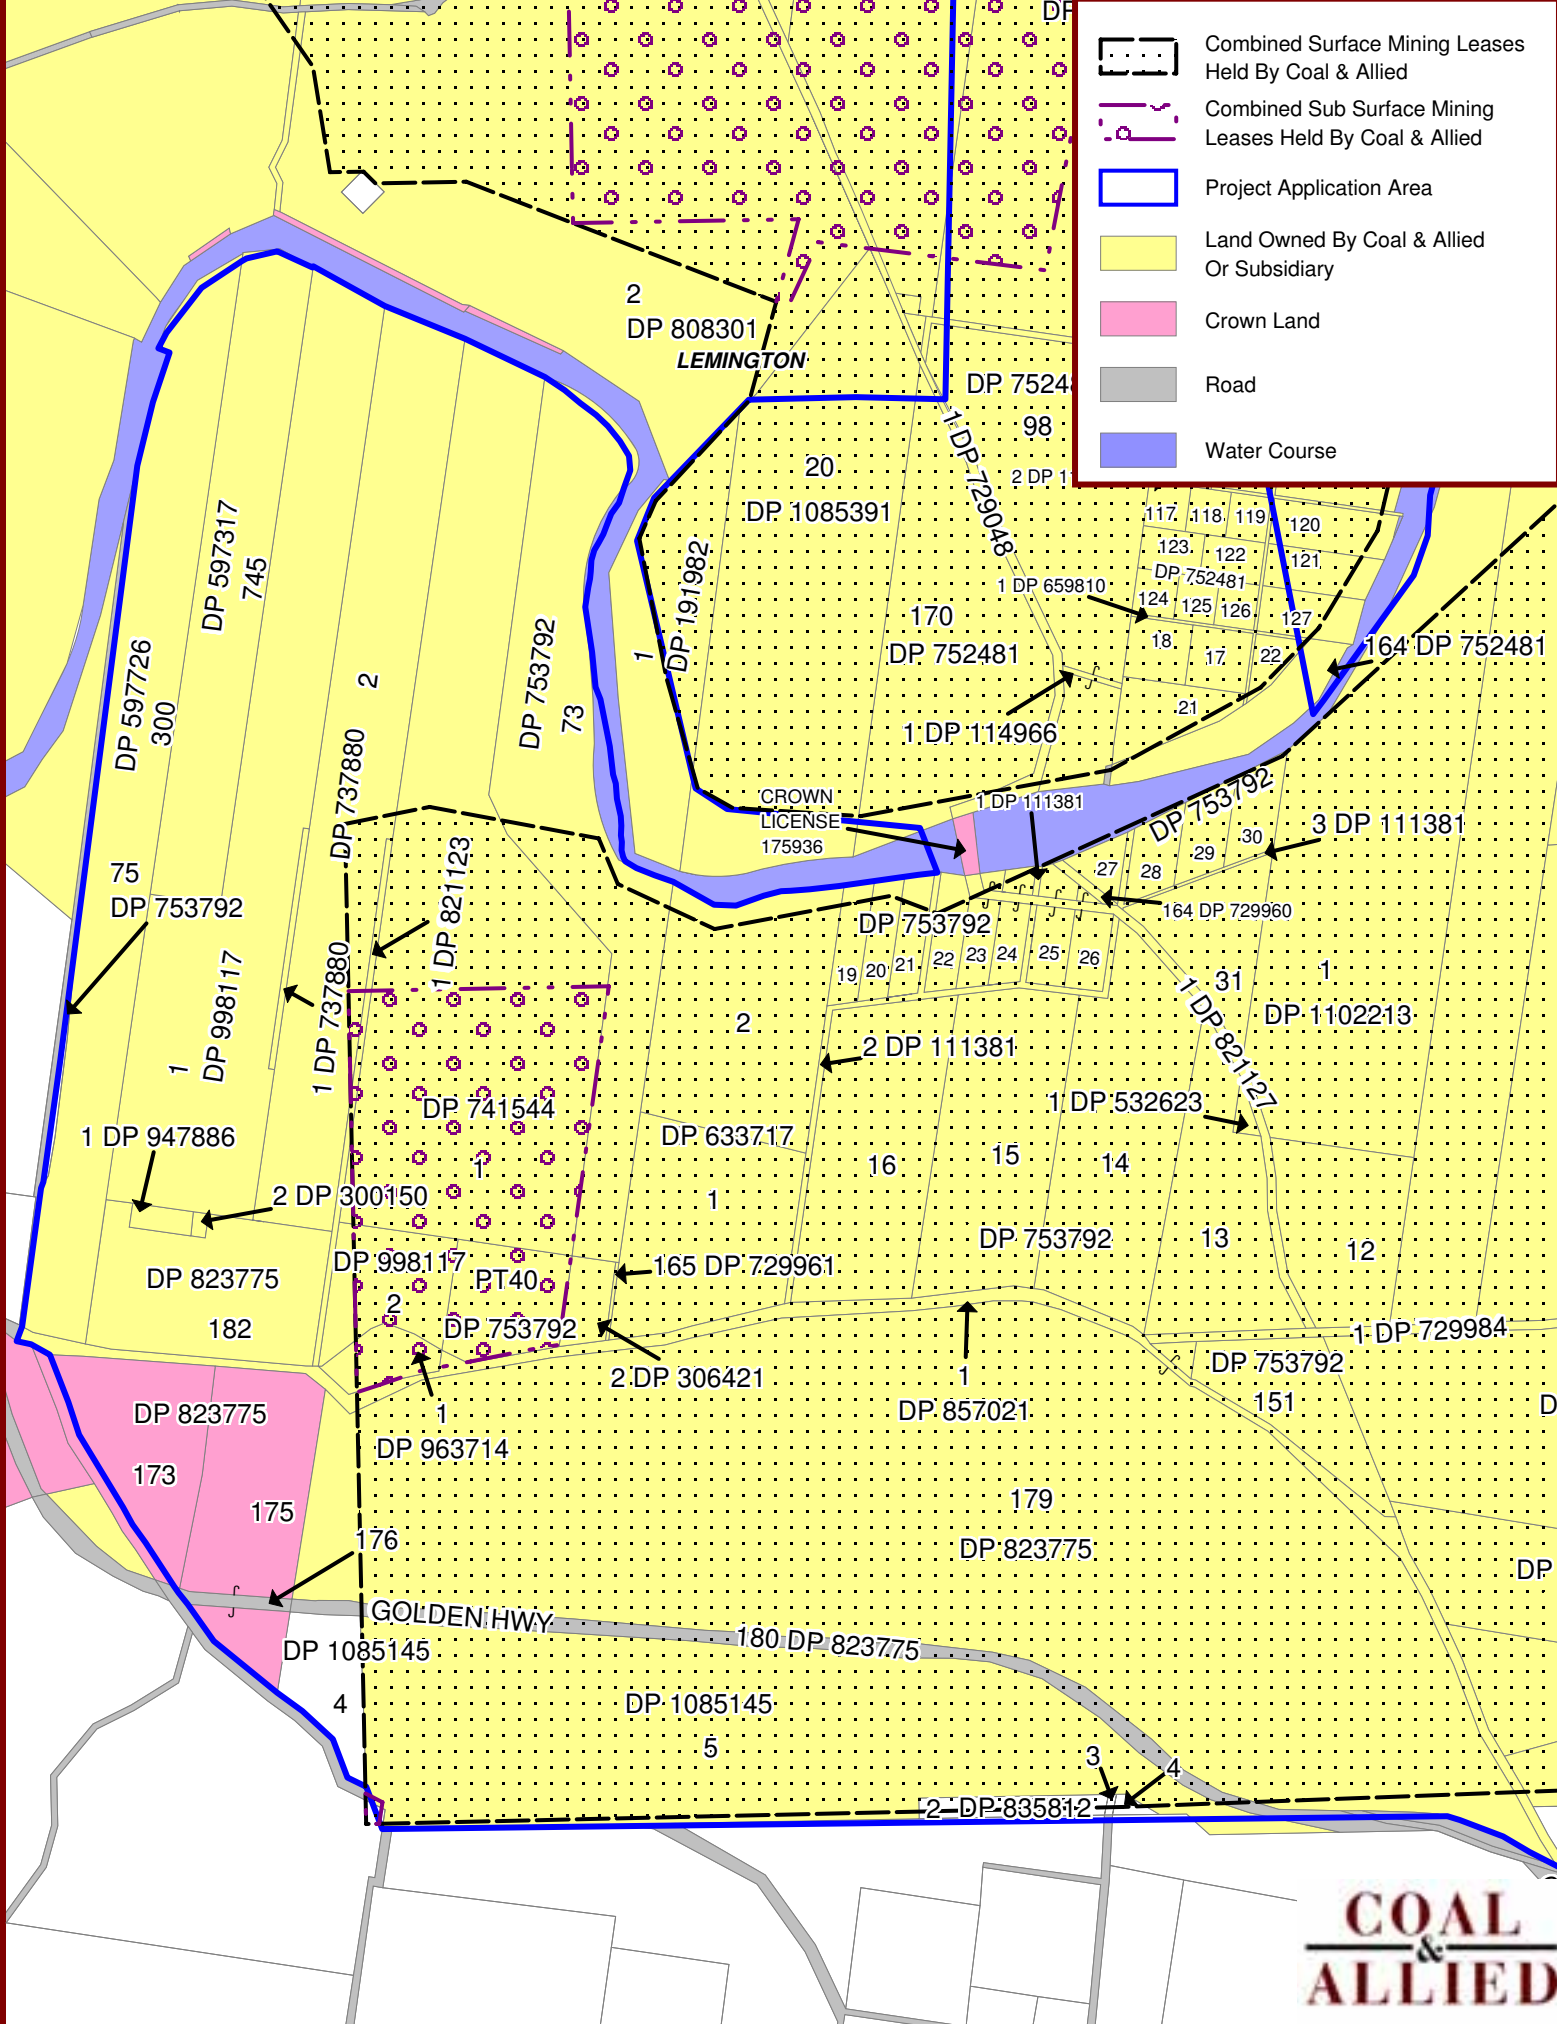 Combined Surface Mining Leases
Held By Coal & Allied
Combined Sub Surface Mining
Leases Held By Coal & Allied
Project Application Area
Land Owned By Coal & Allied
Or Subsidiary
Crown Land
Road
Water Course
2
DP 808301
LEMINGTON
98
20
DP 1085391
1 DP 729048
117
118
119
120
123
122
121
DP 752481
1 DP 659810
124
125
126
127
18
17
22
164 DP 752481
21
170
DP 752481
1 DP 114966
1
DP 191982
DP 597317
745
DP 597726
300
2
DP 737880
DP 753792
73
CROWN
LICENSE
175936
1 DP 111381
DP 753792
3 DP 111381
27
28
29
30
164 DP 729960
75
DP 753792
1 DP 821123
DP 753792
19
20
21
22
23
24
25
26
1
DP 998117
1 DP 737880
31
1
DP 1102213
1 DP 821127
2
2 DP 111381
1 DP 532623
DP 741544
1
DP 633717
1
16
15
14
1 DP 947886
2 DP 300150
DP 753792
13
12
DP 998117
2
PT40
165 DP 729961
DP 823775
182
DP 753792
2 DP 306421
1 DP 729984
DP 753792
151
1
DP 857021
1
DP 963714
DP 823775
173
175
176
179
DP 823775
DP
GOLDEN HWY
180 DP 823775
DP 1085145
4
DP 1085145
5
3
4
2 DP 835812
COAL
&
ALLIED